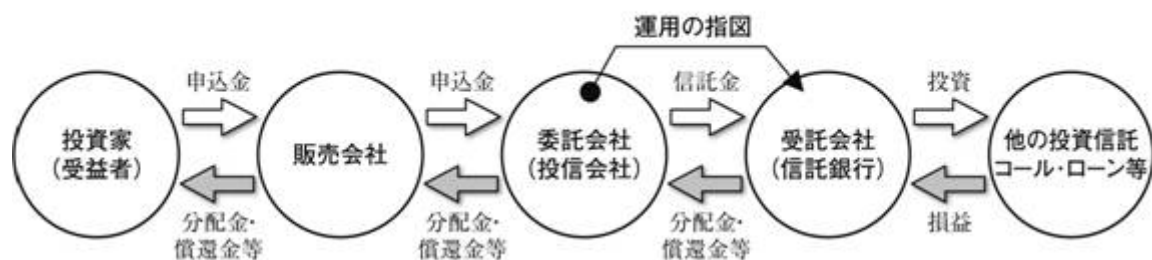 運用の指図
申込金
申込金
信託金
投資
投資家
(受益者)
販売会社
委託会社
(投信会社)
受託会社
(信託銀行)
他の投資信託
コール・ローン等
分配金・
償還金等
分配金・
償還金等
分配金・
償還金等
損益